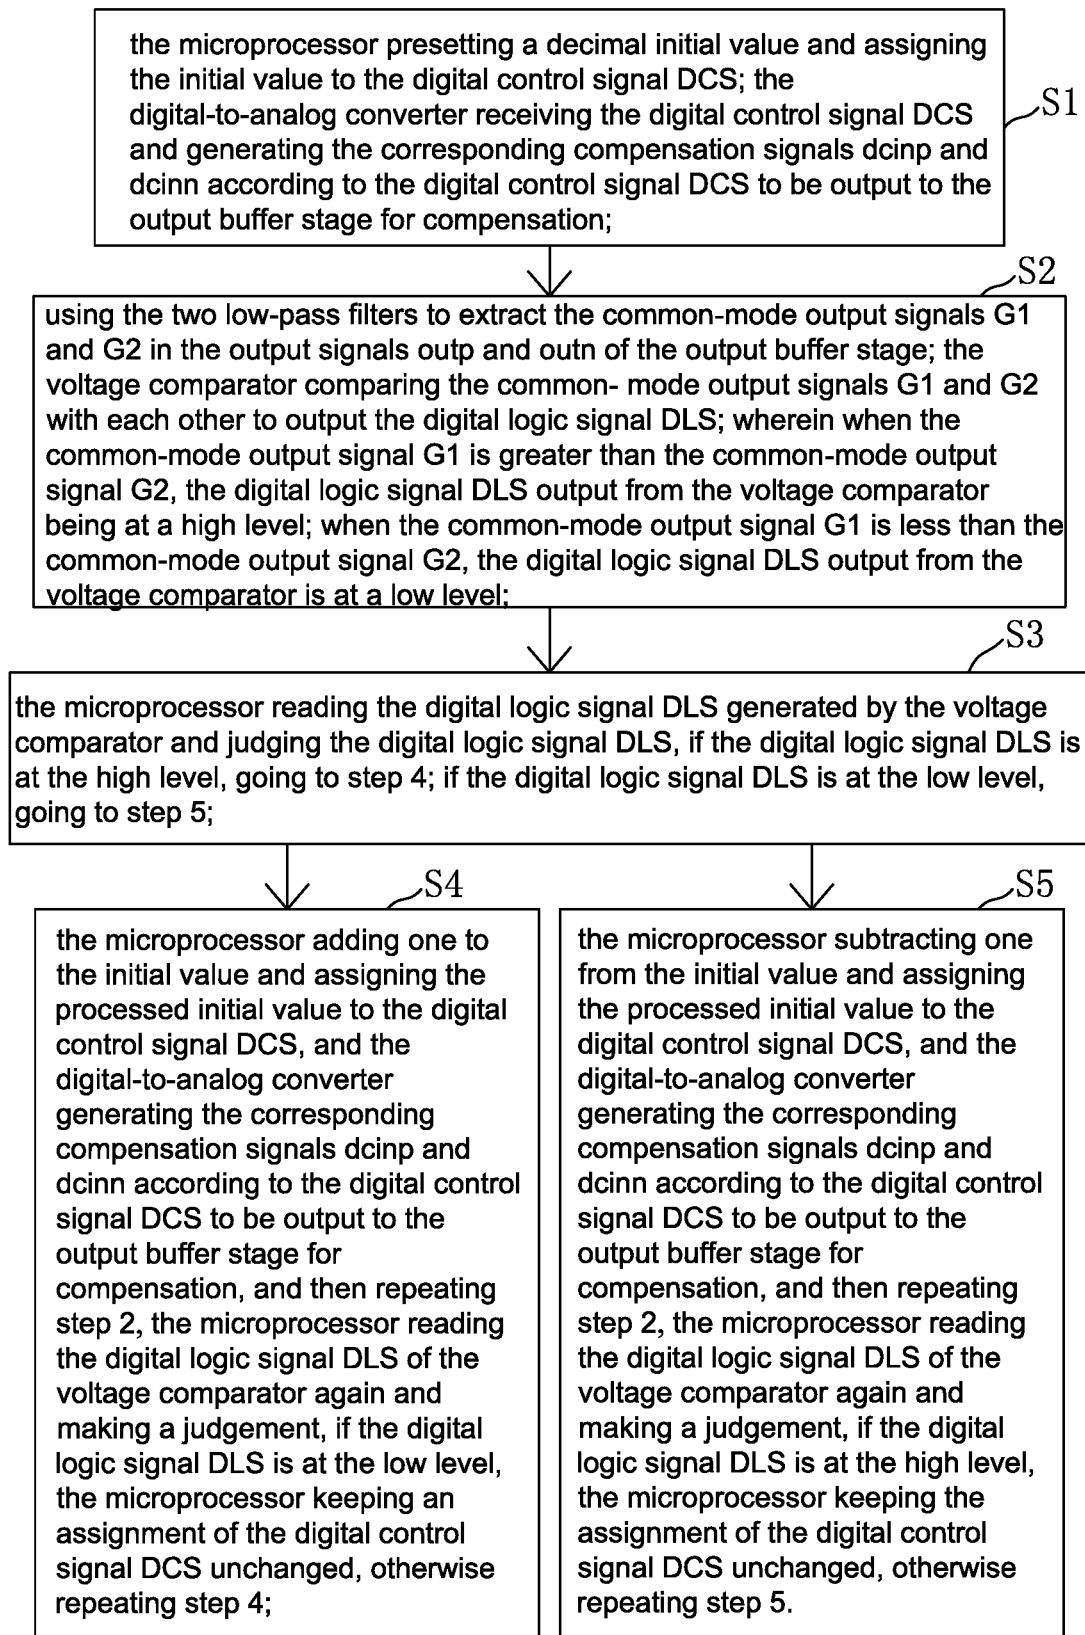 the microprocessor presetting a decimal initial value and assigning
the initial value to the digital control signal DCS; the
digital-to-analog converter receiving the digital control signal DCS
and generating the corresponding compensation signals dcinp and
dcinn according to the digital control signal DCS to be output to the
output buffer stage for compensation;
S1
S2
using the two low-pass filters to extract the common-mode output signals G1
and G2 in the output signals outp and outn of the output buffer stage; the
voltage comparator comparing the common- mode output signals G1 and G2
with each other to output the digital logic signal DLS; wherein when the
common-mode output signal G1 is greater than the common-mode output
signal G2, the digital logic signal DLS output from the voltage comparator
being at a high level; when the common-mode output signal G1 is less than the
common-mode output signal G2, the digital logic signal DLS output from the
voltage comparator is at a low level;
S3
the microprocessor reading the digital logic signal DLS generated by the voltage
comparator and judging the digital logic signal DLS, if the digital logic signal DLS is
at the high level, going to step 4; if the digital logic signal DLS is at the low level,
going to step 5;
S4
the microprocessor adding one to
the initial value and assigning the
processed initial value to the digital
control signal DCS, and the
digital-to-analog converter
generating the corresponding
compensation signals dcinp and
dcinn according to the digital control
signal DCS to be output to the
output buffer stage for
compensation, and then repeating
step 2, the microprocessor reading
the digital logic signal DLS of the
voltage comparator again and
making a judgement, if the digital
logic signal DLS is at the low level,
the microprocessor keeping an
assignment of the digital control
signal DCS unchanged, otherwise
repeating step 4;
S5
the microprocessor subtracting one
from the initial value and assigning
the processed initial value to the
digital control signal DCS, and the
digital-to-analog converter
generating the corresponding
compensation signals dcinp and
dcinn according to the digital control
signal DCS to be output to the
output buffer stage for
compensation, and then repeating
step 2, the microprocessor reading
the digital logic signal DLS of the
voltage comparator again and
making a judgement, if the digital
logic signal DLS is at the high level,
the microprocessor keeping the
assignment of the digital control
signal DCS unchanged, otherwise
repeating step 5.